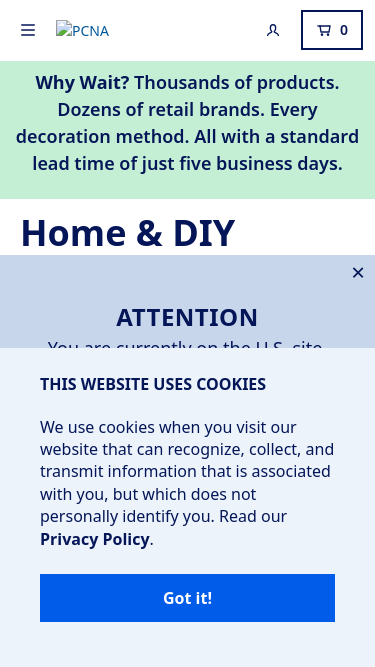 PCNA
0
Why Wait? Thousands of products.
Dozens of retail brands. Every
decoration method. All with a standard
lead time of just five business days.
Home & DIY
ATTENTION
You are currently on the U.S. site.
THIS WEBSITE USES COOKIES
We use cookies when you visit our
website that can recognize, collect, and
transmit information that is associated
with you, but which does not
personally identify you. Read our
Privacy Policy.
Got it!